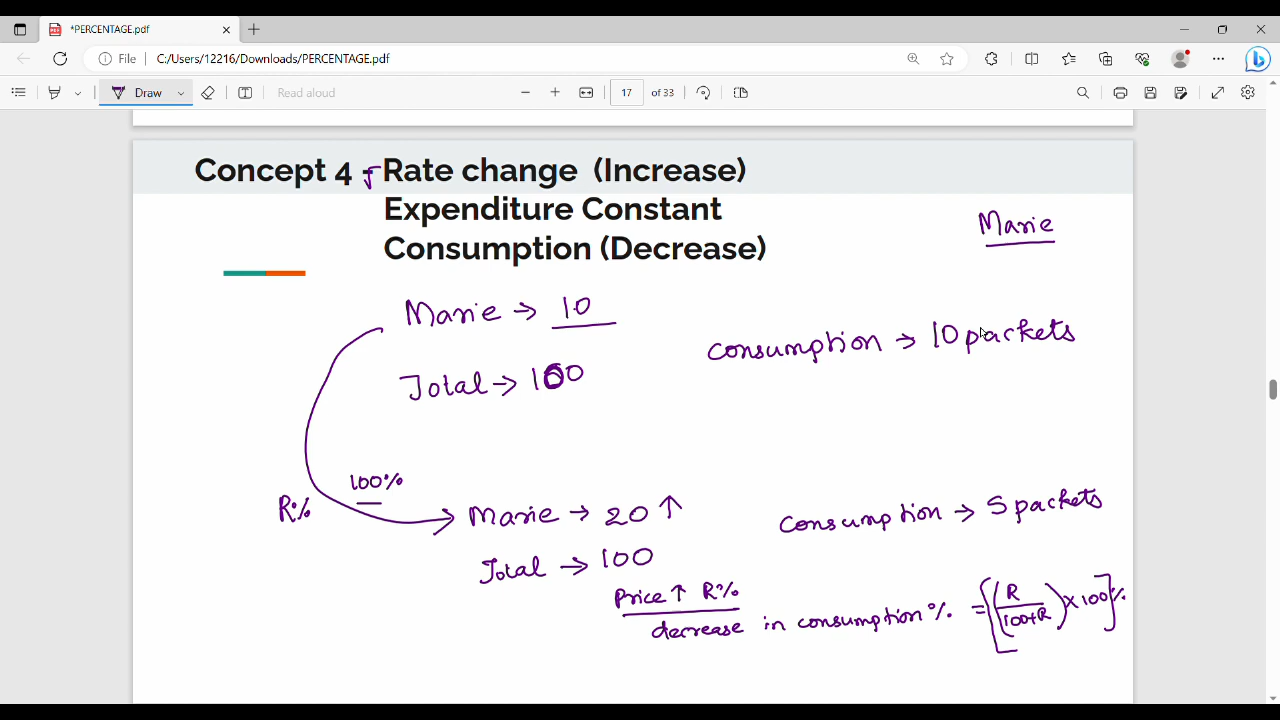 *PERCENTAGE.pdf
File C:/Users/12216/Downloads/PERCENTAGE.pdf
Draw Read aloud 17 of 33
Concept 4 - Rate change (Increase)
Expenditure Constant
Consumption (Decrease)
Marie
Marie → 10
Consumption → 10 packets
Total → 100
100%
R%
Marie → 20 ↑
Consumption → 5 packets
Total → 100
Price ↑ R%
decrease in consumption % = [(R/(100+R)) × 100]%